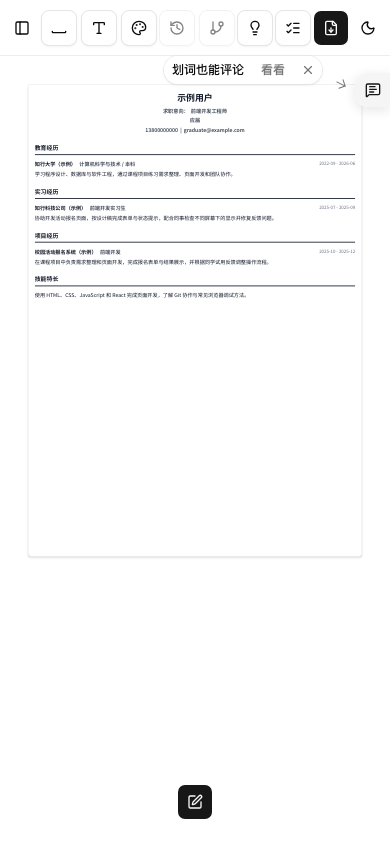 划词也能评论 看看
示例用户
求职意向: 前端开发工程师
应届
13800000000 | graduate@example.com
教育经历
知行大学（示例） 计算机科学与技术 / 本科 2022-09 - 2026-06
学习程序设计、数据库与软件工程，通过课程项目练习需求整理、页面开发和团队协作。
实习经历
知行科技公司（示例） 前端开发实习生 2025-07 - 2025-09
协助开发活动报名页面，按设计稿完成表单与状态提示，配合同事检查不同屏幕下的显示并修复反馈问题。
项目经历
校园活动报名系统（示例） 前端开发 2025-10 - 2025-12
在课程项目中负责需求整理和页面开发，完成报名表单与结果展示，并根据同学试用反馈调整操作流程。
技能特长
使用 HTML、CSS、JavaScript 和 React 完成页面开发，了解 Git 协作与常见浏览器调试方法。